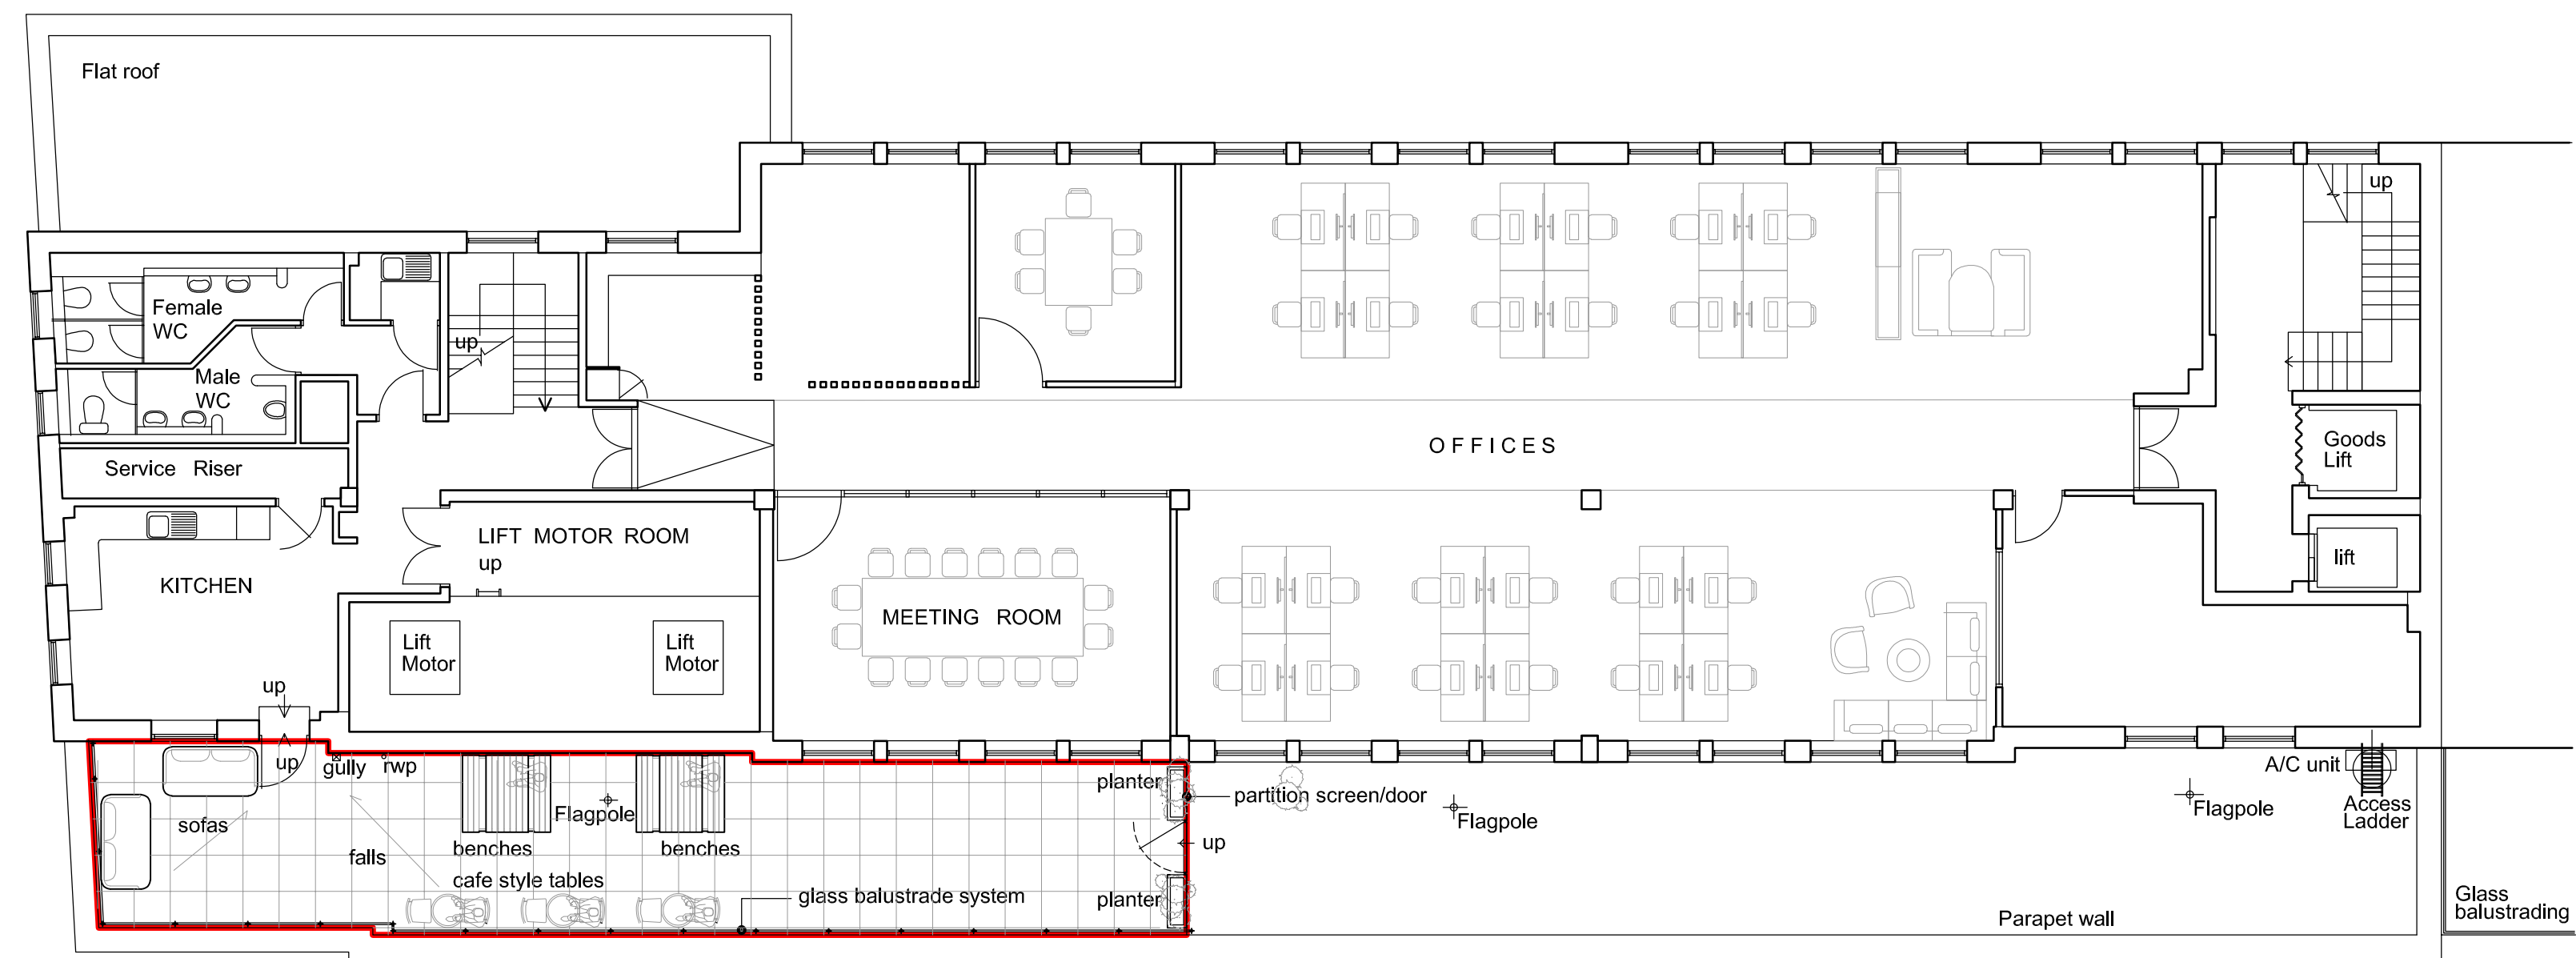 Flat roof
up
Female
WC
up
Male
WC
OFFICES
Goods
Lift
Service Riser
LIFT MOTOR ROOM
up
lift
KITCHEN
MEETING ROOM
Lift
Motor
Lift
Motor
up
up
gully
rwp
planter
A/C unit
partition screen/door
sofas
Flagpole
Flagpole
Flagpole
Access
Ladder
benches
benches
up
falls
cafe style tables
glass balustrade system
planter
Parapet wall
Glass
balustrading